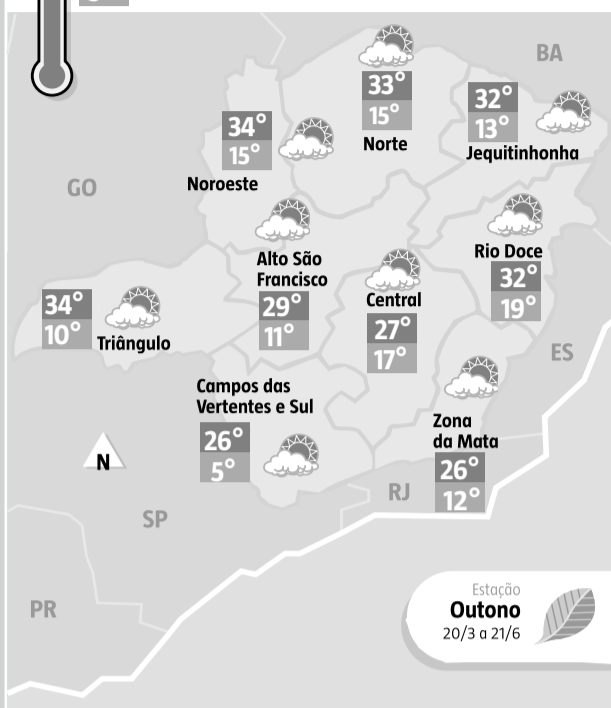 BA
33°
15°
Norte
32°
13°
Jequitinhonha
34°
15°
Noroeste
GO
Alto São
Francisco
29°
11°
Rio Doce
32°
19°
Central
27°
17°
34°
10°
Triângulo
ES
Campos das
Vertentes e Sul
26°
5°
Zona
da Mata
26°
12°
N
RJ
SP
PR
Estação
Outono
20/3 a 21/6